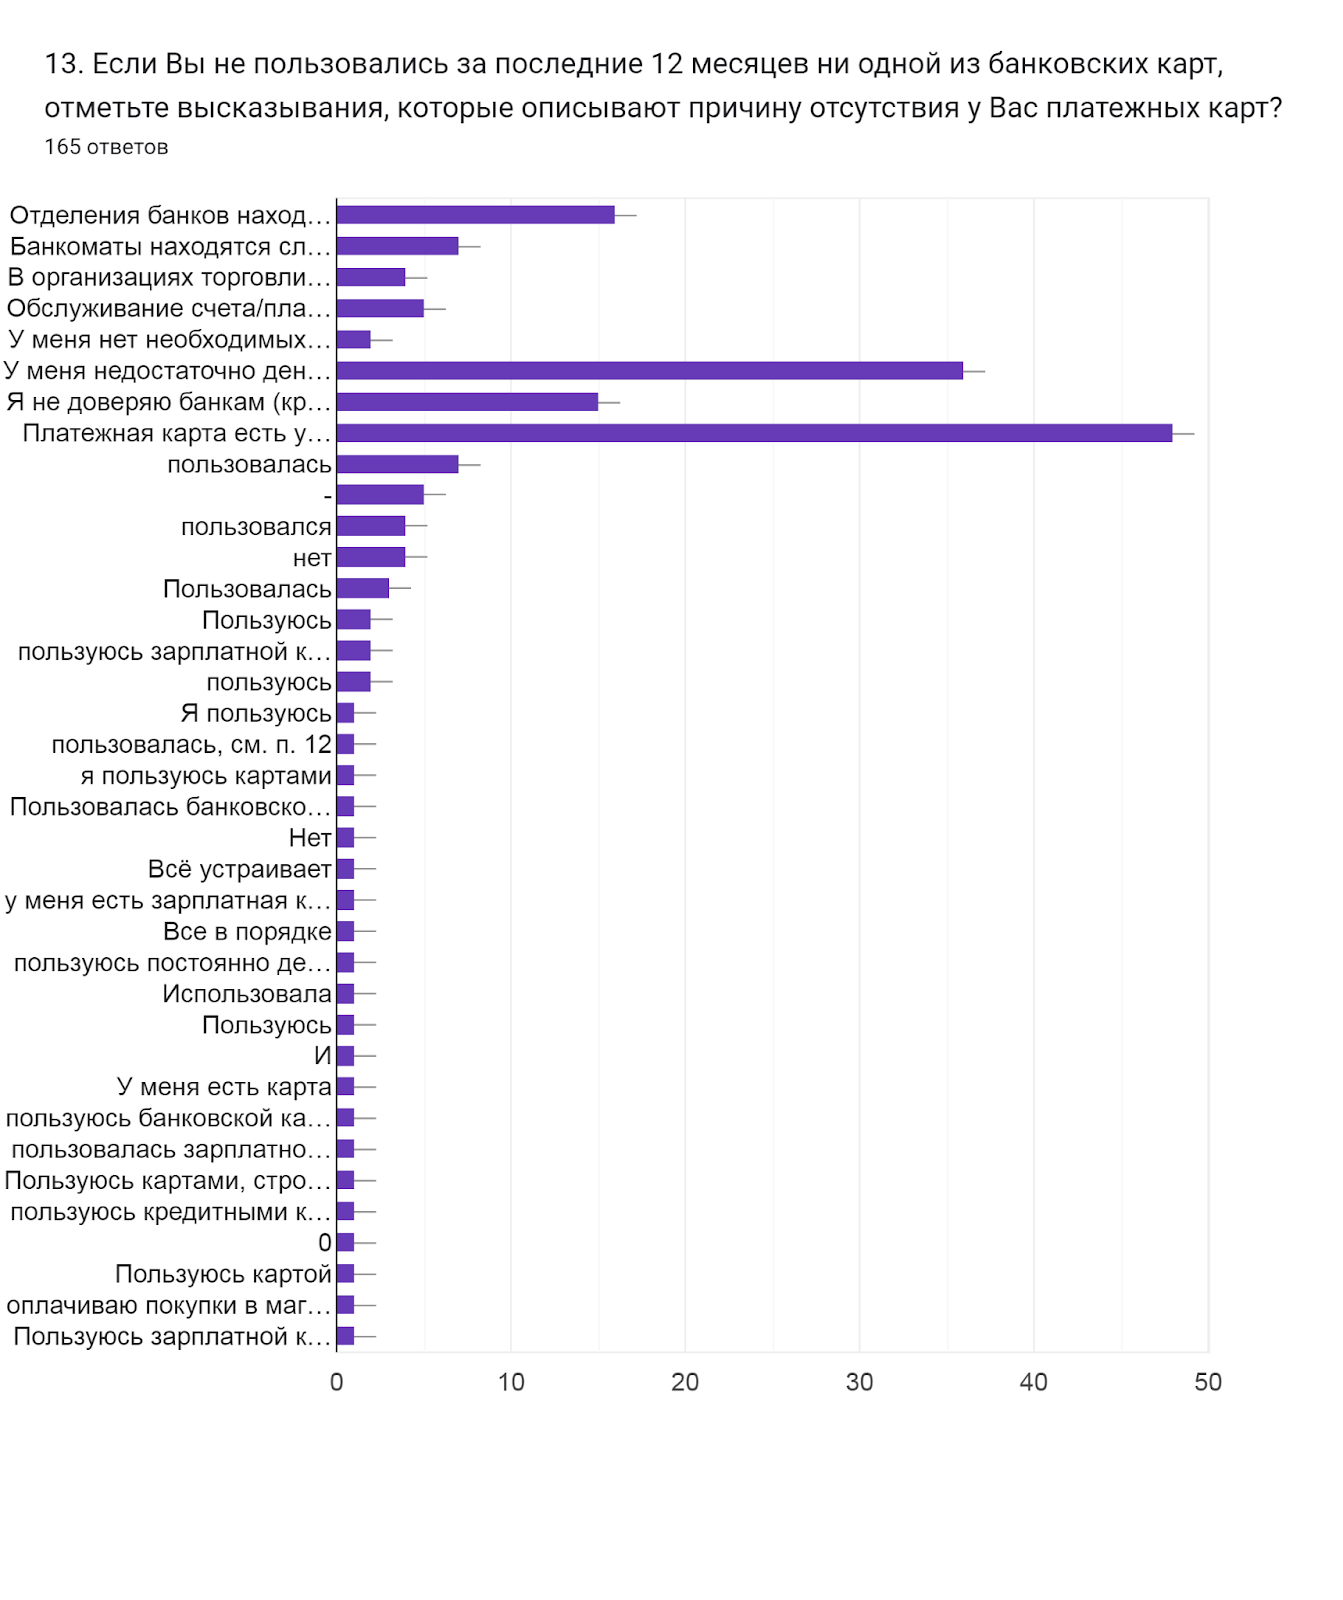 13. Если Вы не пользовались за последние 12 месяцев ни одной из банковских карт,
отметьте высказывания, которые описывают причину отсутствия у Вас платежных карт?
165 ответов
Отделения банков наход…
Банкоматы находятся сл…
В организациях торговли…
Обслуживание счета/пла…
У меня нет необходимых…
У меня недостаточно ден…
Я не доверяю банкам (кр…
Платежная карта есть у…
пользовалась
-
пользовался
нет
Пользовалась
Пользуюсь
пользуюсь зарплатной к…
пользуюсь
Я пользуюсь
пользовалась, см. п. 12
я пользуюсь картами
Пользовалась банковско…
Нет
Всё устраивает
у меня есть зарплатная к…
Все в порядке
пользуюсь постоянно де…
Использовала
Пользуюсь
И
У меня есть карта
пользуюсь банковской ка…
пользовалась зарплатно…
Пользуюсь картами, стро…
пользуюсь кредитными к…
0
Пользуюсь картой
оплачиваю покупки в маг…
Пользуюсь зарплатной к…
0 10 20 30 40 50